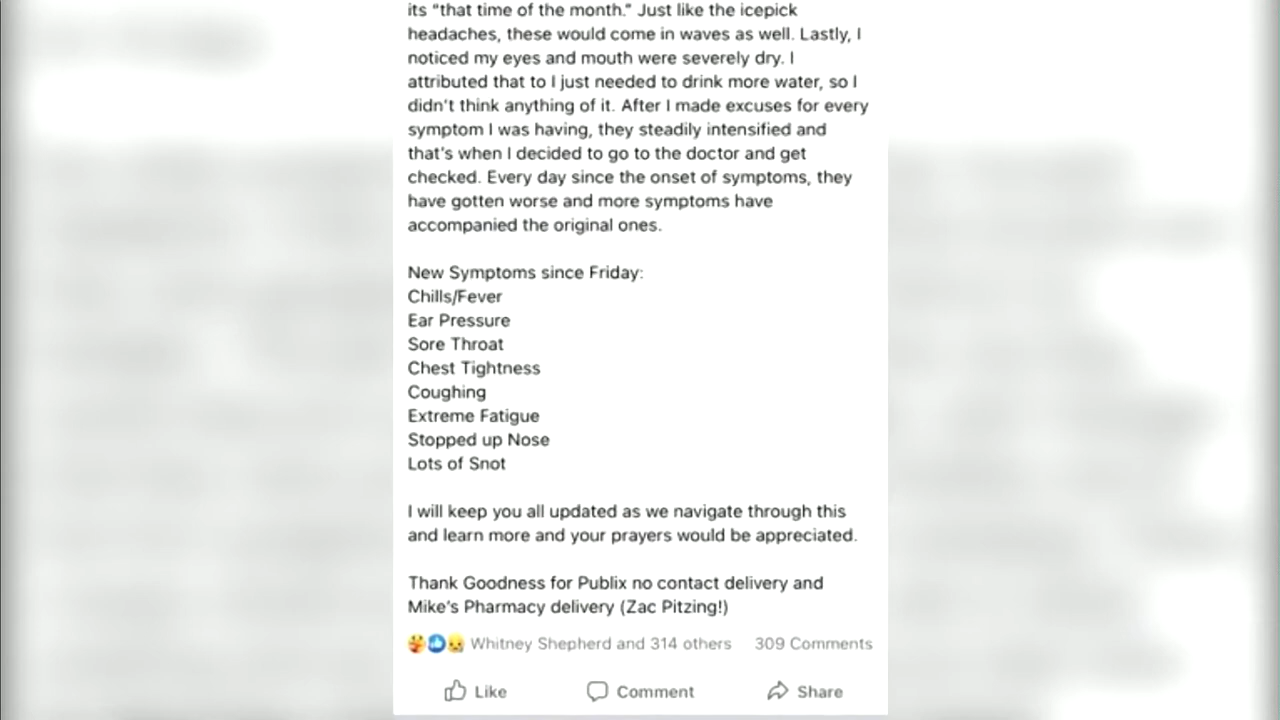 its "that time of the month." Just like the icepick
headaches, these would come in waves as well. Lastly, I
noticed my eyes and mouth were severely dry. I
attributed that to I just needed to drink more water, so I
didn't think anything of it. After I made excuses for every
symptom I was having, they steadily intensified and
that's when I decided to go to the doctor and get
checked. Every day since the onset of symptoms, they
have gotten worse and more symptoms have
accompanied the original ones.
New Symptoms since Friday:
Chills/Fever
Ear Pressure
Sore Throat
Chest Tightness
Coughing
Extreme Fatigue
Stopped up Nose
Lots of Snot
I will keep you all updated as we navigate through this
and learn more and your prayers would be appreciated.
Thank Goodness for Publix no contact delivery and
Mike's Pharmacy delivery (Zac Pitzing!)
Whitney Shepherd and 314 others 309 Comments
Like Comment Share